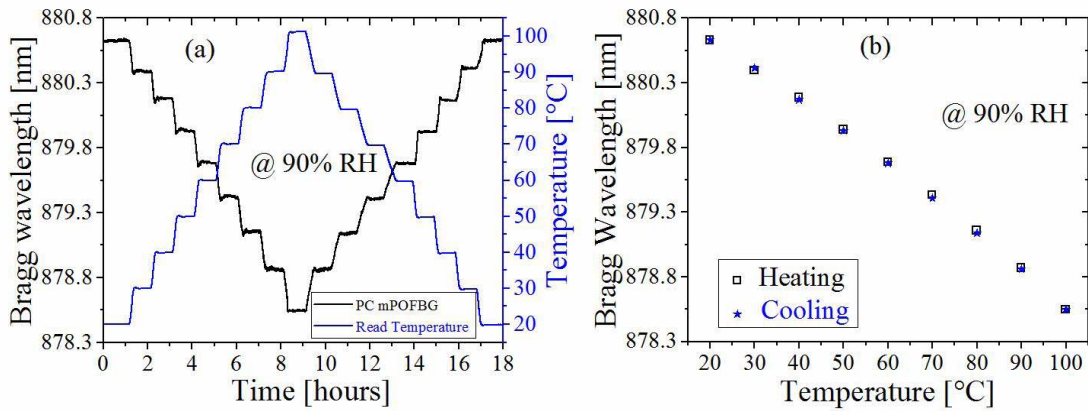 (a)
Bragg wavelength [nm]
880.8
880.3
879.8
879.3
878.8
878.3
@ 90% RH
PC mPOFBG
Read Temperature
100
90
80
70
60
50
40
30
20
Temperature [°C]
0 2 4 6 8 10 12 14 16 18
Time [hours]
(b)
Bragg Wavelength [nm]
880.8
880.3
879.8
879.3
878.8
878.3
@ 90% RH
Heating
Cooling
20 30 40 50 60 70 80 90 100
Temperature [°C]